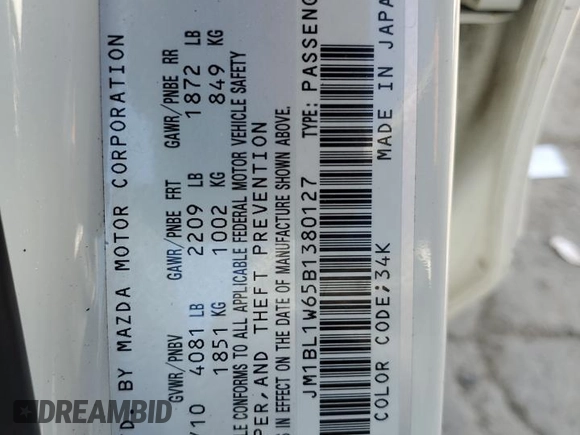 D. BY MAZDA MOTOR CORPORATION
GVWR/PNBV GAWR/PNBE FRT GAWR/PNBE RR
/10 4081 LB 2209 LB 1872 LB
1851 KG 1002 KG 849 KG
LE CONFORMS TO ALL APPLICABLE FEDERAL MOTOR VEHICLE SAFETY
PER, AND THEFT PREVENTION
S IN EFFECT ON THE DATE OF MANUFACTURE SHOWN ABOVE.
JM1BL1W65B1380127 TYPE: PASSENG
COLOR CODE; 34K MADE IN JAPA
DREAMBID